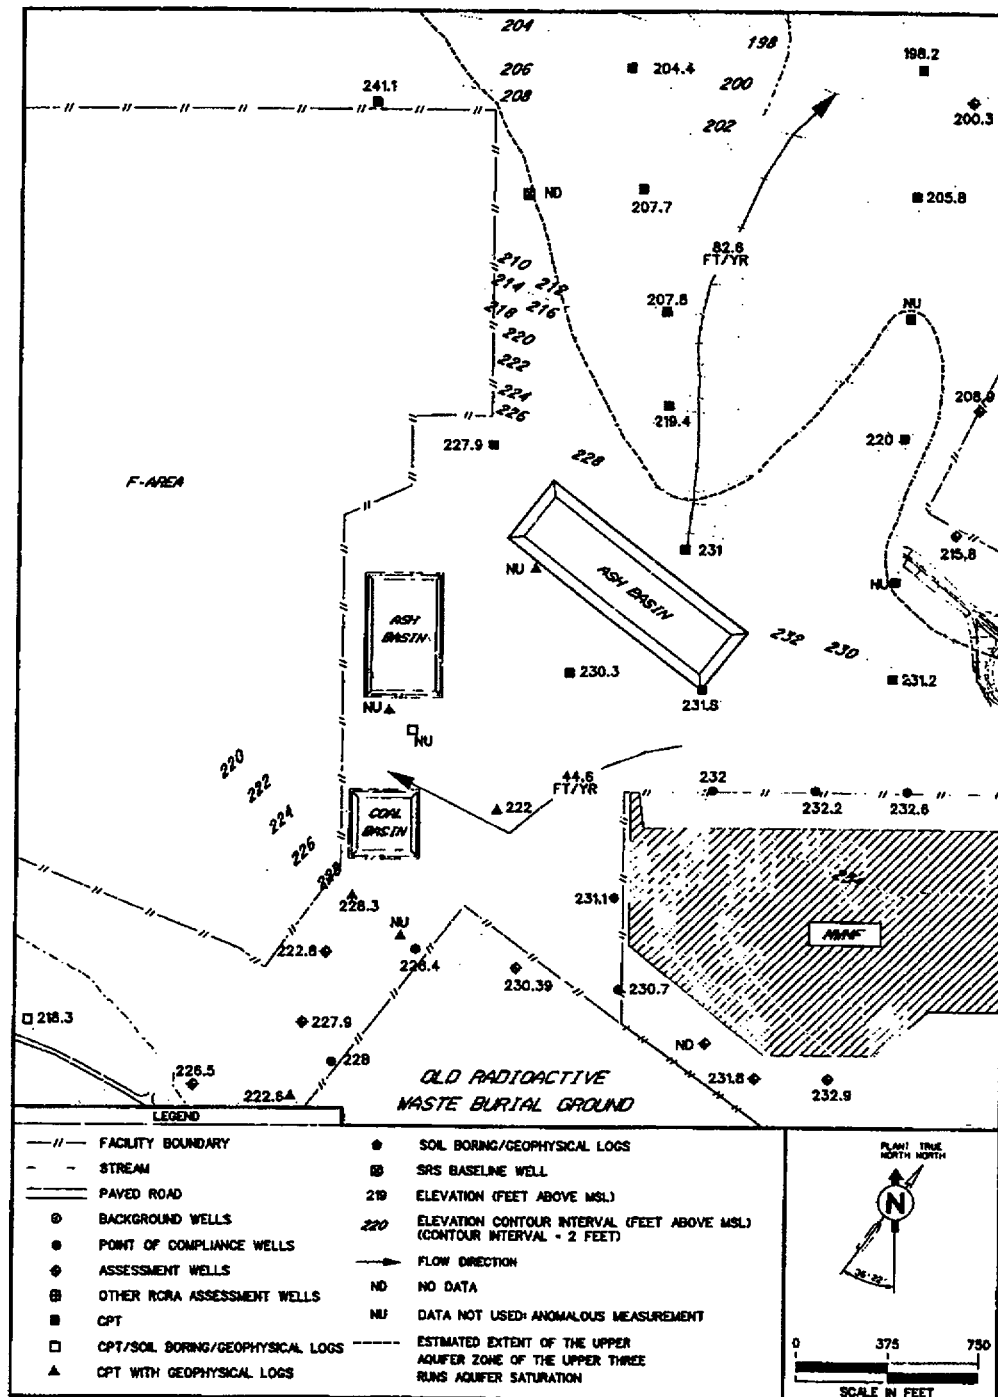 204
198
198.2
206
204.4
200
241.1
208
200.3
202
ND
207.7
205.8
82.6
FT/YR
210
214 212
218 216
207.8
NU
220
222
224
226
208.9
219.4
227.9
220
228
F-AREA
231
215.8
NU
ASH BASIN
NU
ASH
BASIN
232 230
230.3
231.2
231.8
NU
NU
220
222
44.6
FT/YR
232
232.2
232.6
222
224
COAL
BASIN
226
228
228.3
231.1
NU
NWNF
222.8
228.4
230.39
230.7
218.3
227.9
ND
228
226.5
222.6
231.8
232.9
OLD RADIOACTIVE
WASTE BURIAL GROUND
LEGEND
FACILITY BOUNDARY
STREAM
PAVED ROAD
BACKGROUND WELLS
POINT OF COMPLIANCE WELLS
ASSESSMENT WELLS
OTHER RCRA ASSESSMENT WELLS
CPT
CPT/SOIL BORING/GEOPHYSICAL LOGS
CPT WITH GEOPHYSICAL LOGS
SOIL BORING/GEOPHYSICAL LOGS
SRS BASELINE WELL
219 ELEVATION (FEET ABOVE MSL)
220 ELEVATION CONTOUR INTERVAL (FEET ABOVE MSL)
(CONTOUR INTERVAL - 2 FEET)
FLOW DIRECTION
ND NO DATA
NU DATA NOT USED: ANOMALOUS MEASUREMENT
ESTIMATED EXTENT OF THE UPPER
AQUIFER ZONE OF THE UPPER THREE
RUNS AQUIFER SATURATION
PLANT TRUE
NORTH NORTH
N
36°22'
0 375 750
SCALE IN FEET